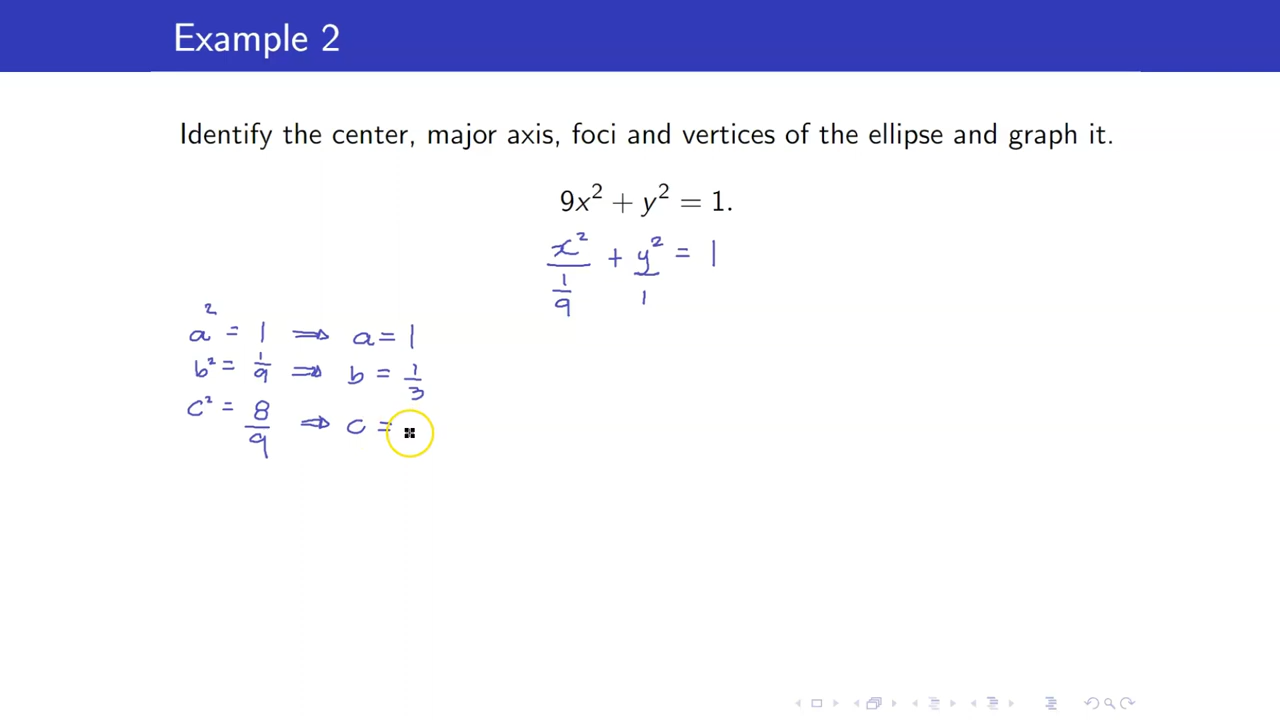 Example 2
Identify the center, major axis, foci and vertices of the ellipse and graph it.
9x² + y² = 1.
x²/(1/9) + y²/1 = 1
a² = 1 ⇒ a = 1
b² = 1/9 ⇒ b = 1/3
c² = 8/9 ⇒ c =